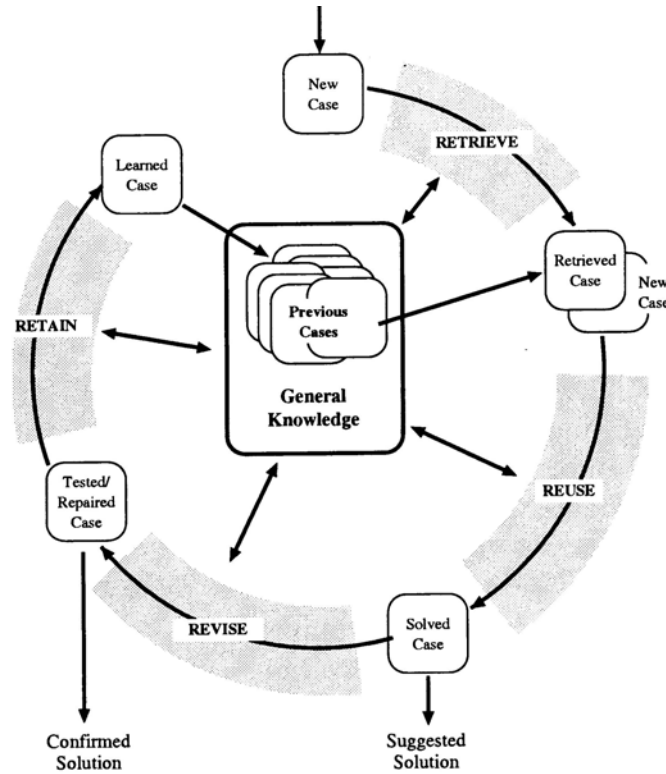 New
Case
RETRIEVE
Learned
Case
Retrieved
Case
New
Case
Previous
Cases
RETAIN
General
Knowledge
Tested/
Repaired
Case
REUSE
REVISE
Solved
Case
Confirmed
Solution
Suggested
Solution